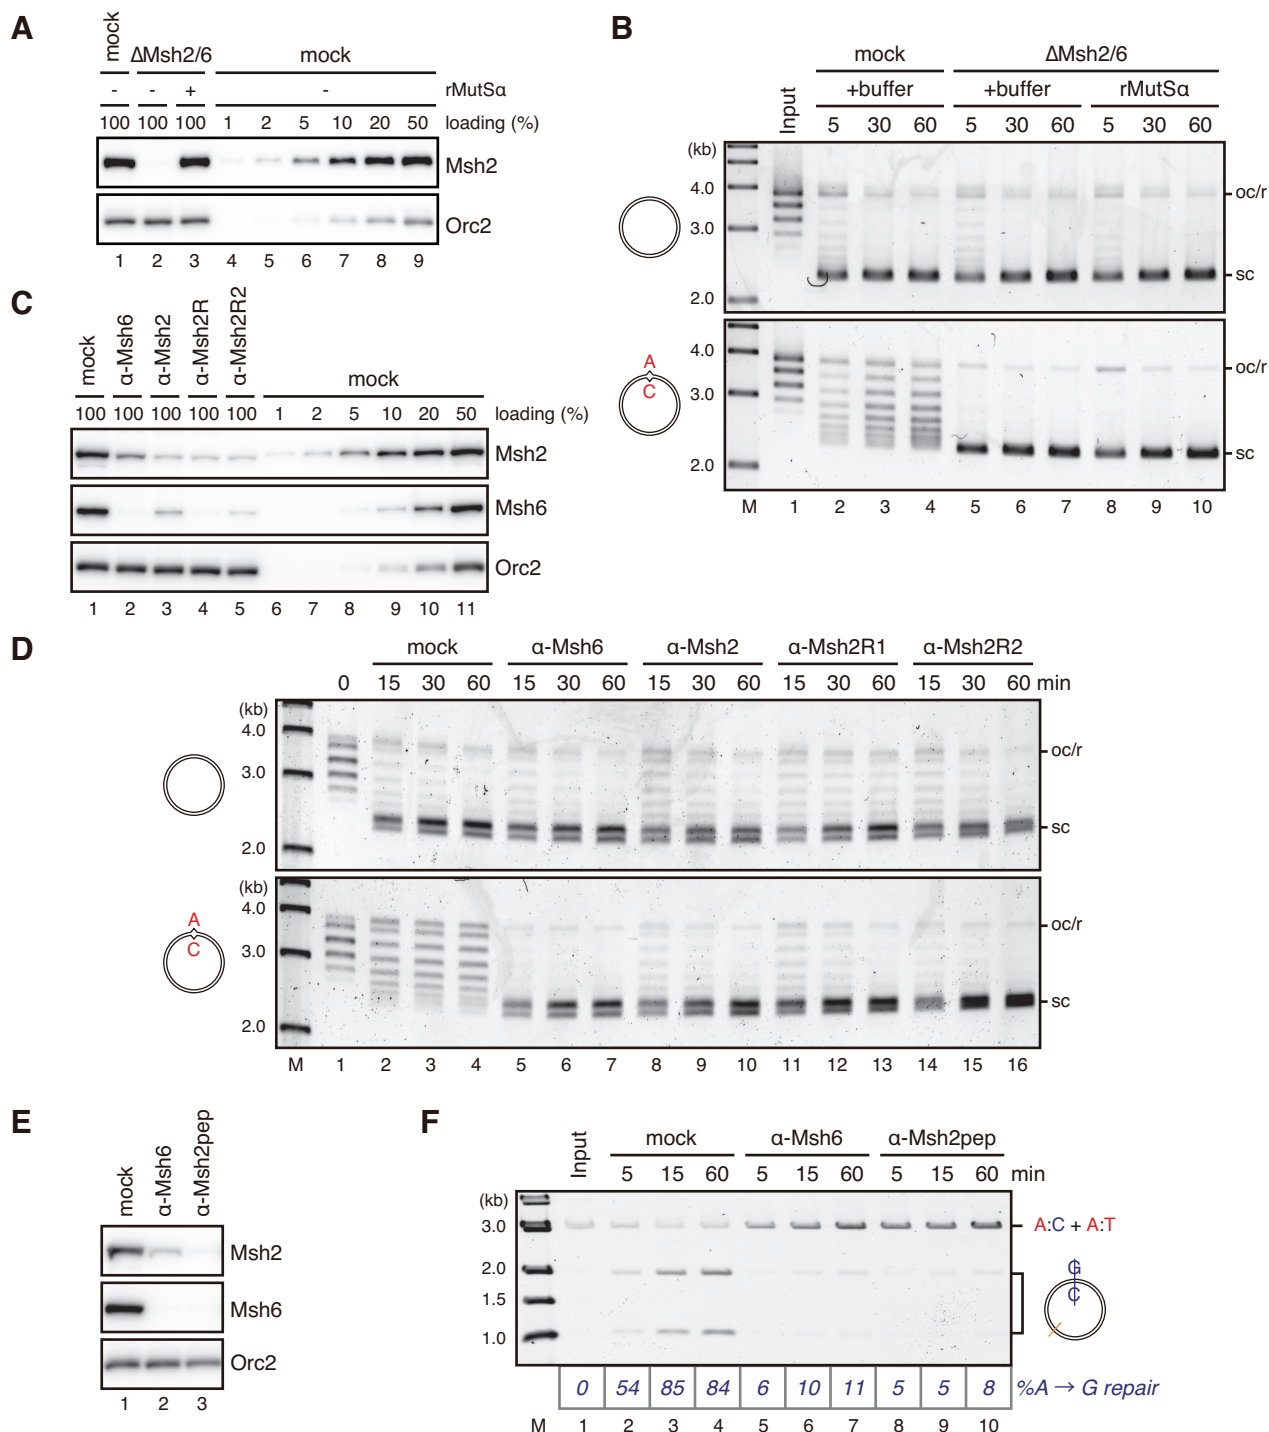 A
mock
ΔMsh2/6
mock
- - + - rMutSα
100 100 100 1 2 5 10 20 50 loading (%)
Msh2
Orc2
1 2 3 4 5 6 7 8 9
B
mock
ΔMsh2/6
Input
+buffer
+buffer
rMutSα
5 30 60 5 30 60 5 30 60
(kb)
4.0
3.0
2.0
oc/r
sc
A
C
4.0
3.0
2.0
oc/r
sc
M 1 2 3 4 5 6 7 8 9 10
C
mock
α-Msh6
α-Msh2
α-Msh2R
α-Msh2R2
mock
100 100 100 100 100 1 2 5 10 20 50 loading (%)
Msh2
Msh6
Orc2
1 2 3 4 5 6 7 8 9 10 11
D
mock α-Msh6 α-Msh2 α-Msh2R1 α-Msh2R2
0 15 30 60 15 30 60 15 30 60 15 30 60 15 30 60 min
(kb)
4.0
3.0
2.0
oc/r
sc
(kb)
4.0
3.0
2.0
A
C
oc/r
sc
M 1 2 3 4 5 6 7 8 9 10 11 12 13 14 15 16
E
mock
α-Msh6
α-Msh2pep
Msh2
Msh6
Orc2
1 2 3
F
Input
mock α-Msh6 α-Msh2pep
5 15 60 5 15 60 5 15 60 min
(kb)
3.0
2.0
1.5
1.0
A:C + A:T
G
C
0 54 85 84 6 10 11 5 5 8 %A → G repair
M 1 2 3 4 5 6 7 8 9 10